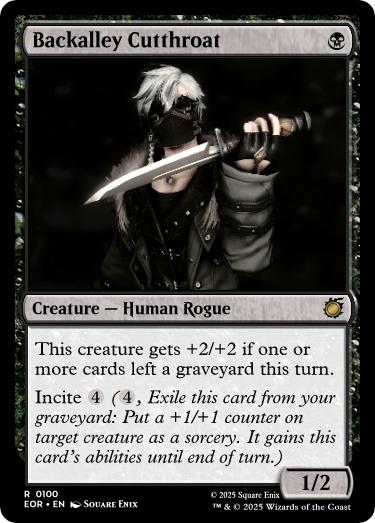 Backalley Cutthroat
Creature — Human Rogue
This creature gets +2/+2 if one or
more cards left a graveyard this turn.
Incite 4 (4, Exile this card from your
graveyard: Put a +1/+1 counter on
target creature as a sorcery. It gains this
card's abilities until end of turn.)
1/2
R 0100
EOR • EN SQUARE ENIX
© 2025 Square Enix
™ & © 2025 Wizards of the Coast